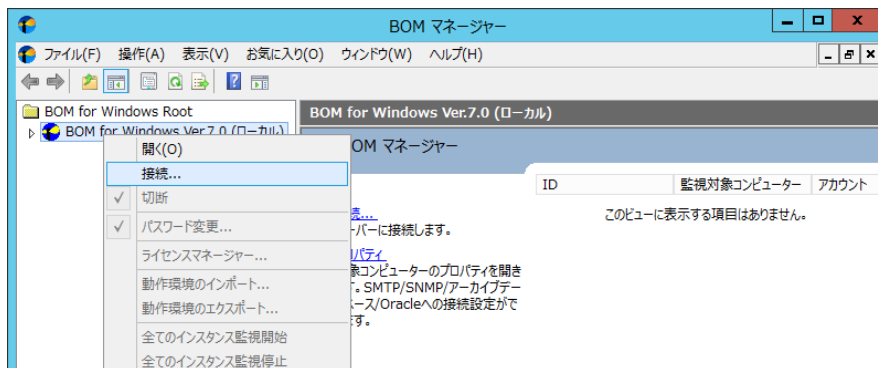 BOM マネージャー
ファイル(F) 操作(A) 表示(V) お気に入り(O) ウィンドウ(W) ヘルプ(H)
BOM for Windows Root
BOM for Windows Ver.7.0 (ローカル)
BOM for Windows Ver.7.0 (ローカル)
開く(O)
接続...
切断
パスワード変更...
ライセンスマネージャー...
動作環境のインポート...
動作環境のエクスポート...
全てのインスタンス監視開始
全てのインスタンス監視停止
OM マネージャー
続...
ーバーに接続します。
パティ
象コンピューターのプロパティを開き
。SMTP/SNMP/アーカイブデー
ース/Oracleへの接続設定がで
ます。
ID 監視対象コンピューター アカウント
このビューに表示する項目はありません。